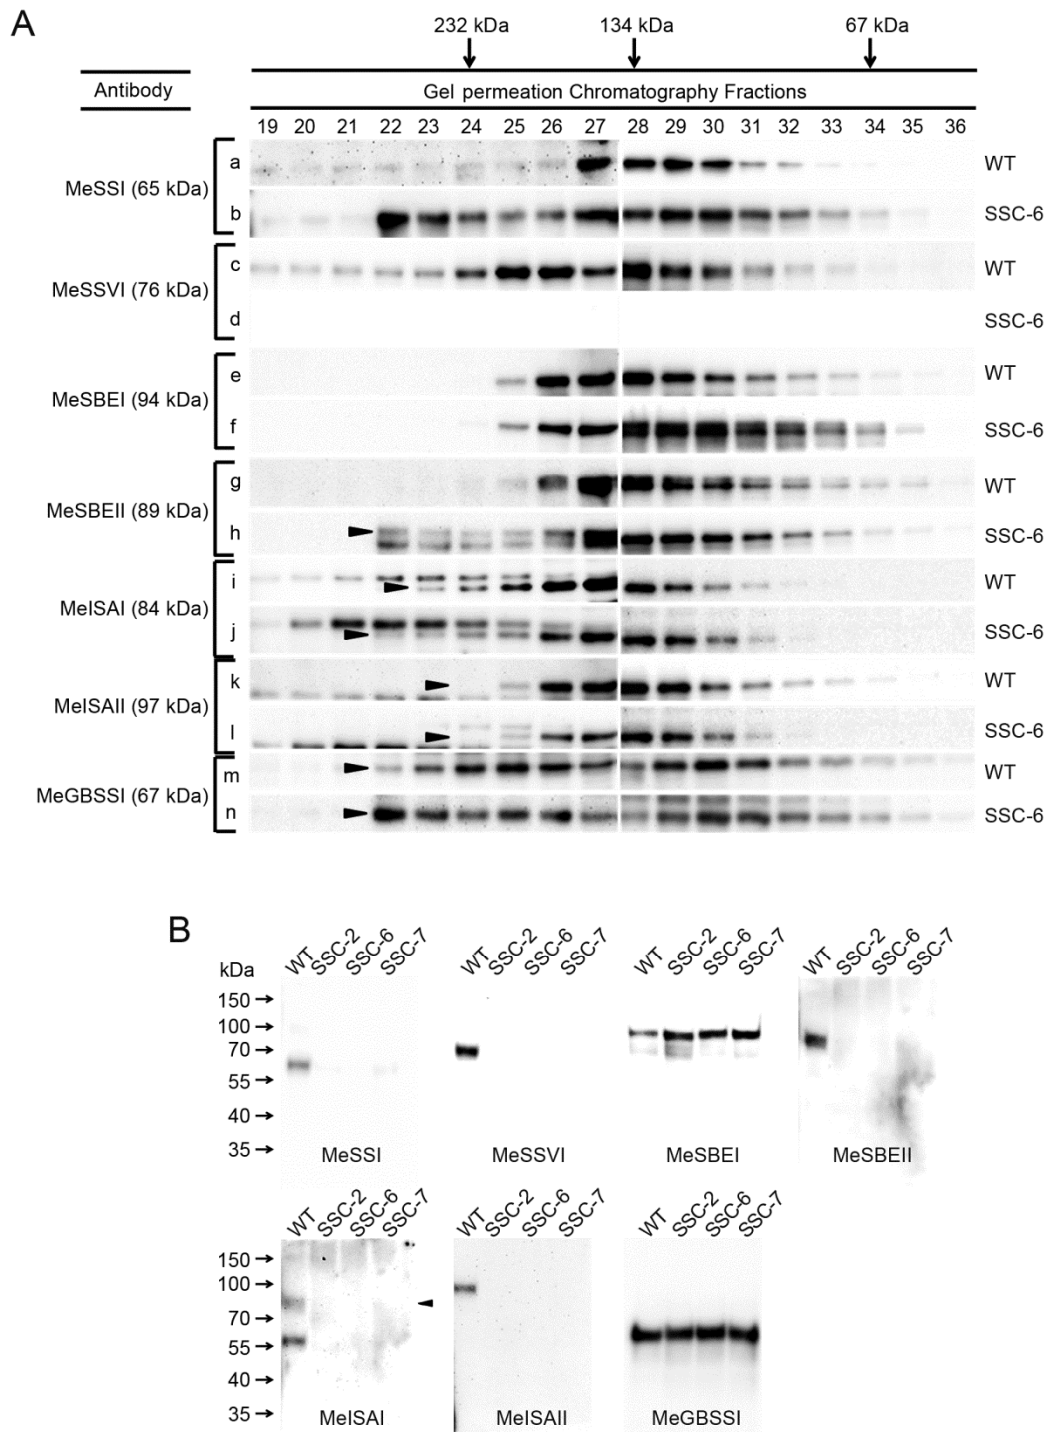 A
232 kDa 134 kDa 67 kDa
Antibody Gel permeation Chromatography Fractions
19 20 21 22 23 24 25 26 27 28 29 30 31 32 33 34 35 36
MeSSI (65 kDa)
a WT
b SSC-6
MeSSVI (76 kDa)
c WT
d SSC-6
MeSBEI (94 kDa)
e WT
f SSC-6
MeSBEII (89 kDa)
g WT
h SSC-6
MeISAI (84 kDa)
i WT
j SSC-6
MeISAII (97 kDa)
k WT
l SSC-6
MeGBSSI (67 kDa)
m WT
n SSC-6
B
WT SSC-2 SSC-6 SSC-7 WT SSC-2 SSC-6 SSC-7 WT SSC-2 SSC-6 SSC-7 WT SSC-2 SSC-6 SSC-7
kDa
150
100
70
55
40
35
MeSSI MeSSVI MeSBEI MeSBEII
WT SSC-2 SSC-6 SSC-7 WT SSC-2 SSC-6 SSC-7 WT SSC-2 SSC-6 SSC-7
150
100
70
55
40
35
MeISAI MeISAII MeGBSSI